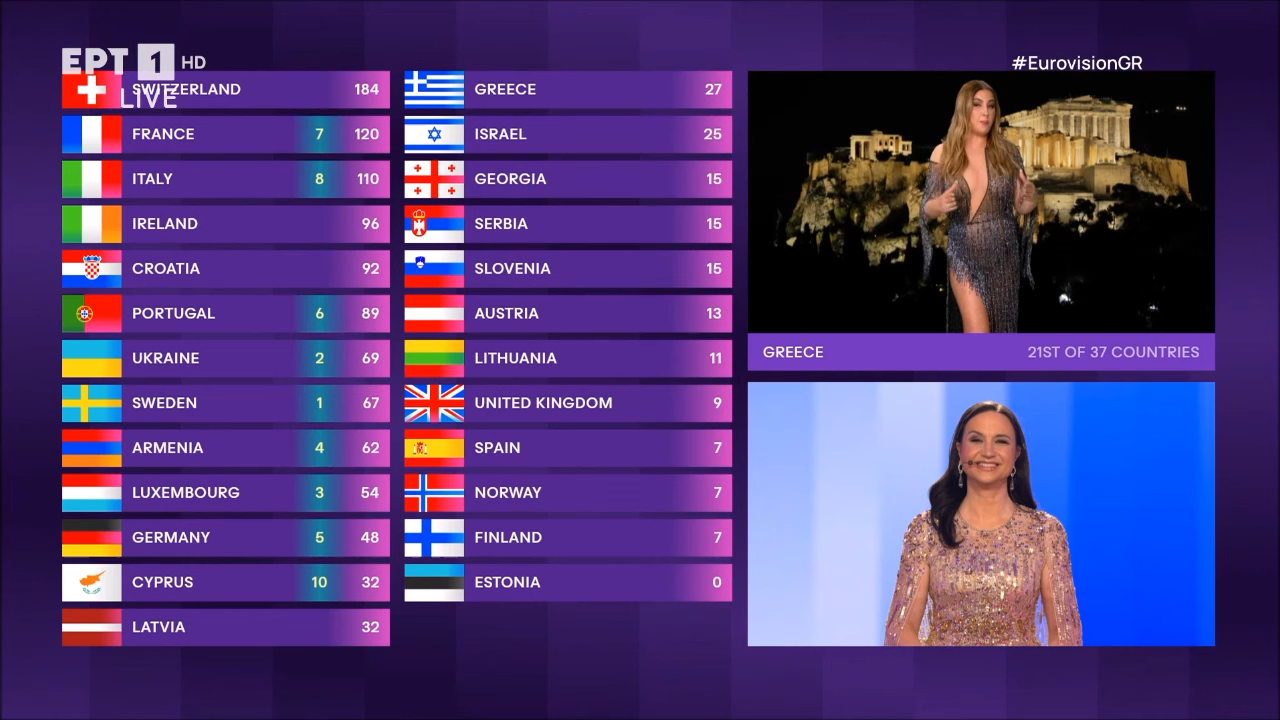 ΕΡΤ 1 HD
LIVE
#EurovisionGR
SWITZERLAND 184
FRANCE 7 120
ITALY 8 110
IRELAND 96
CROATIA 92
PORTUGAL 6 89
UKRAINE 2 69
SWEDEN 1 67
ARMENIA 4 62
LUXEMBOURG 3 54
GERMANY 5 48
CYPRUS 10 32
LATVIA 32
GREECE 27
ISRAEL 25
GEORGIA 15
SERBIA 15
SLOVENIA 15
AUSTRIA 13
LITHUANIA 11
UNITED KINGDOM 9
SPAIN 7
NORWAY 7
FINLAND 7
ESTONIA 0
GREECE 21ST OF 37 COUNTRIES